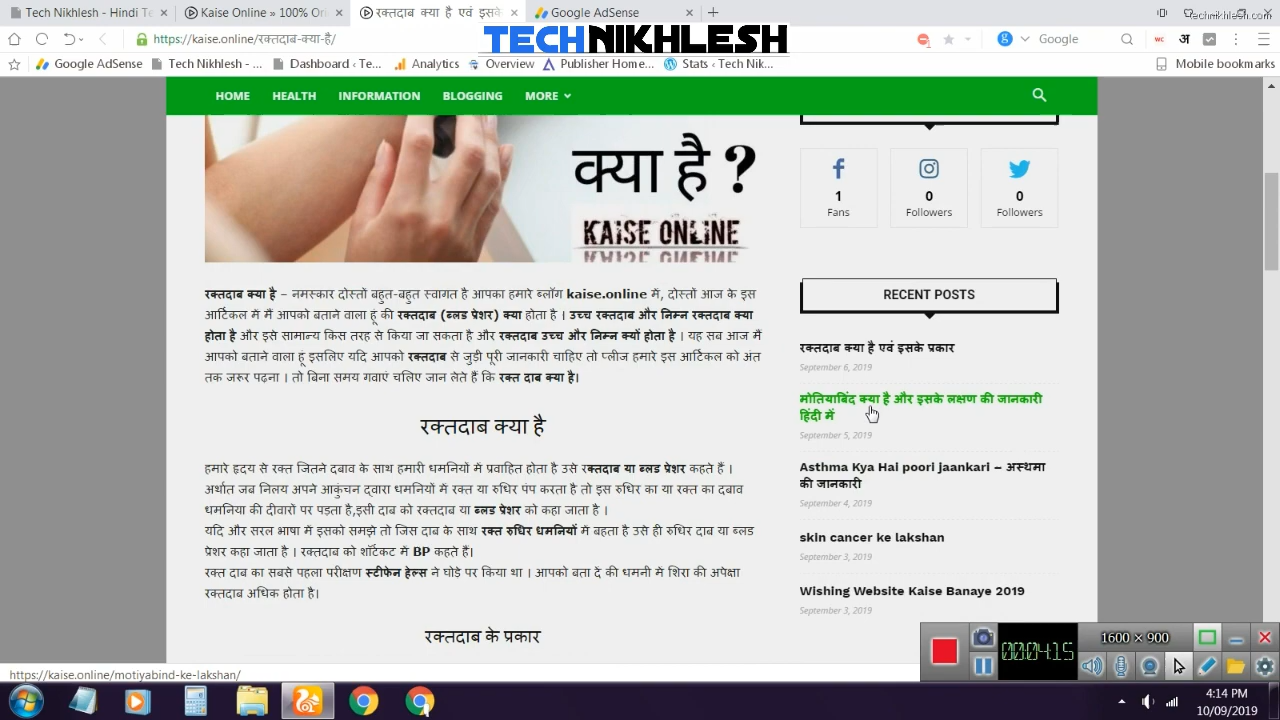 Tech Nikhlesh - Hindi Te
Kaise Online - 100% Ori
रक्तदाब क्या है एवं इसके
Google AdSense
Technikhlesh.com
https://kaise.online/रक्तदाब-क्या-है/
TECHNIKHLESH
Google
Google AdSense
Tech Nikhlesh - ...
Dashboard ‹ Te...
Analytics
Overview
Publisher Home...
Stats ‹ Tech Nik...
Mobile bookmarks
HOME
HEALTH
INFORMATION
BLOGGING
MORE
क्या है ?
KAISE ONLINE
1
Fans
0
Followers
0
Followers
रक्तदाब क्या है – नमस्कार दोस्तों बहुत-बहुत स्वागत है आपका हमारे ब्लॉग kaise.online में, दोस्तों आज के इस
आर्टिकल में मैं आपको बताने वाला हूं की रक्तदाब (ब्लड प्रेशर) क्या होता है । उच्च रक्तदाब और निम्न रक्तदाब क्या
होता है और इसे सामान्य किस तरह से किया जा सकता है और रक्तदाब उच्च और निम्न क्यों होता है । यह सब आज मैं
आपको बताने वाला हूं इसलिए यदि आपको रक्तदाब से जुडी पूरी जानकारी चाहिए तो प्लीज हमारे इस आर्टिकल को अंत
तक जरूर पढ़ना । तो बिना समय गवाएं चलिए जान लेते हैं कि रक्त दाब क्या है।
रक्तदाब क्या है
हमारे हृदय से रक्त जितने दबाव के साथ हमारी धमनियों में प्रवाहित होता है उसे रक्तदाब या ब्लड प्रेशर कहते हैं ।
अर्थात जब निलय अपने आकुचन द्वारा धमनियों में रक्त या रुधिर पंप करता है तो इस रुधिर का या रक्त का दबाव
धमनिया की दीवारों पर पड़ता है,इसी दाब को रक्तदाब या ब्लड प्रेशर को कहा जाता है ।
यदि और सरल भाषा में इसको समझे तो जिस दाब के साथ रक्त रुधिर धमनियों में बहता है उसे ही रुधिर दाब या ब्लड
प्रेशर कहा जाता है । रक्तदाब को शॉर्टकट में BP कहते हैं।
रक्त दाब का सबसे पहला परीक्षण स्टीफेन हेल्स ने घोडे पर किया था । आपको बता दें की धमनी में शिरा की अपेक्षा
रक्तदाब अधिक होता है।
रक्तदाब के प्रकार
RECENT POSTS
रक्तदाब क्या है एवं इसके प्रकार
September 6, 2019
मोतियाबिंद क्या है और इसके लक्षण की जानकारी
हिंदी में
September 5, 2019
Asthma Kya Hai poori jaankari – अस्थमा
की जानकारी
September 4, 2019
skin cancer ke lakshan
September 3, 2019
Wishing Website Kaise Banaye 2019
September 3, 2019
00:04:15
1600 × 900
https://kaise.online/motiyabind-ke-lakshan/
4:14 PM
10/09/2019